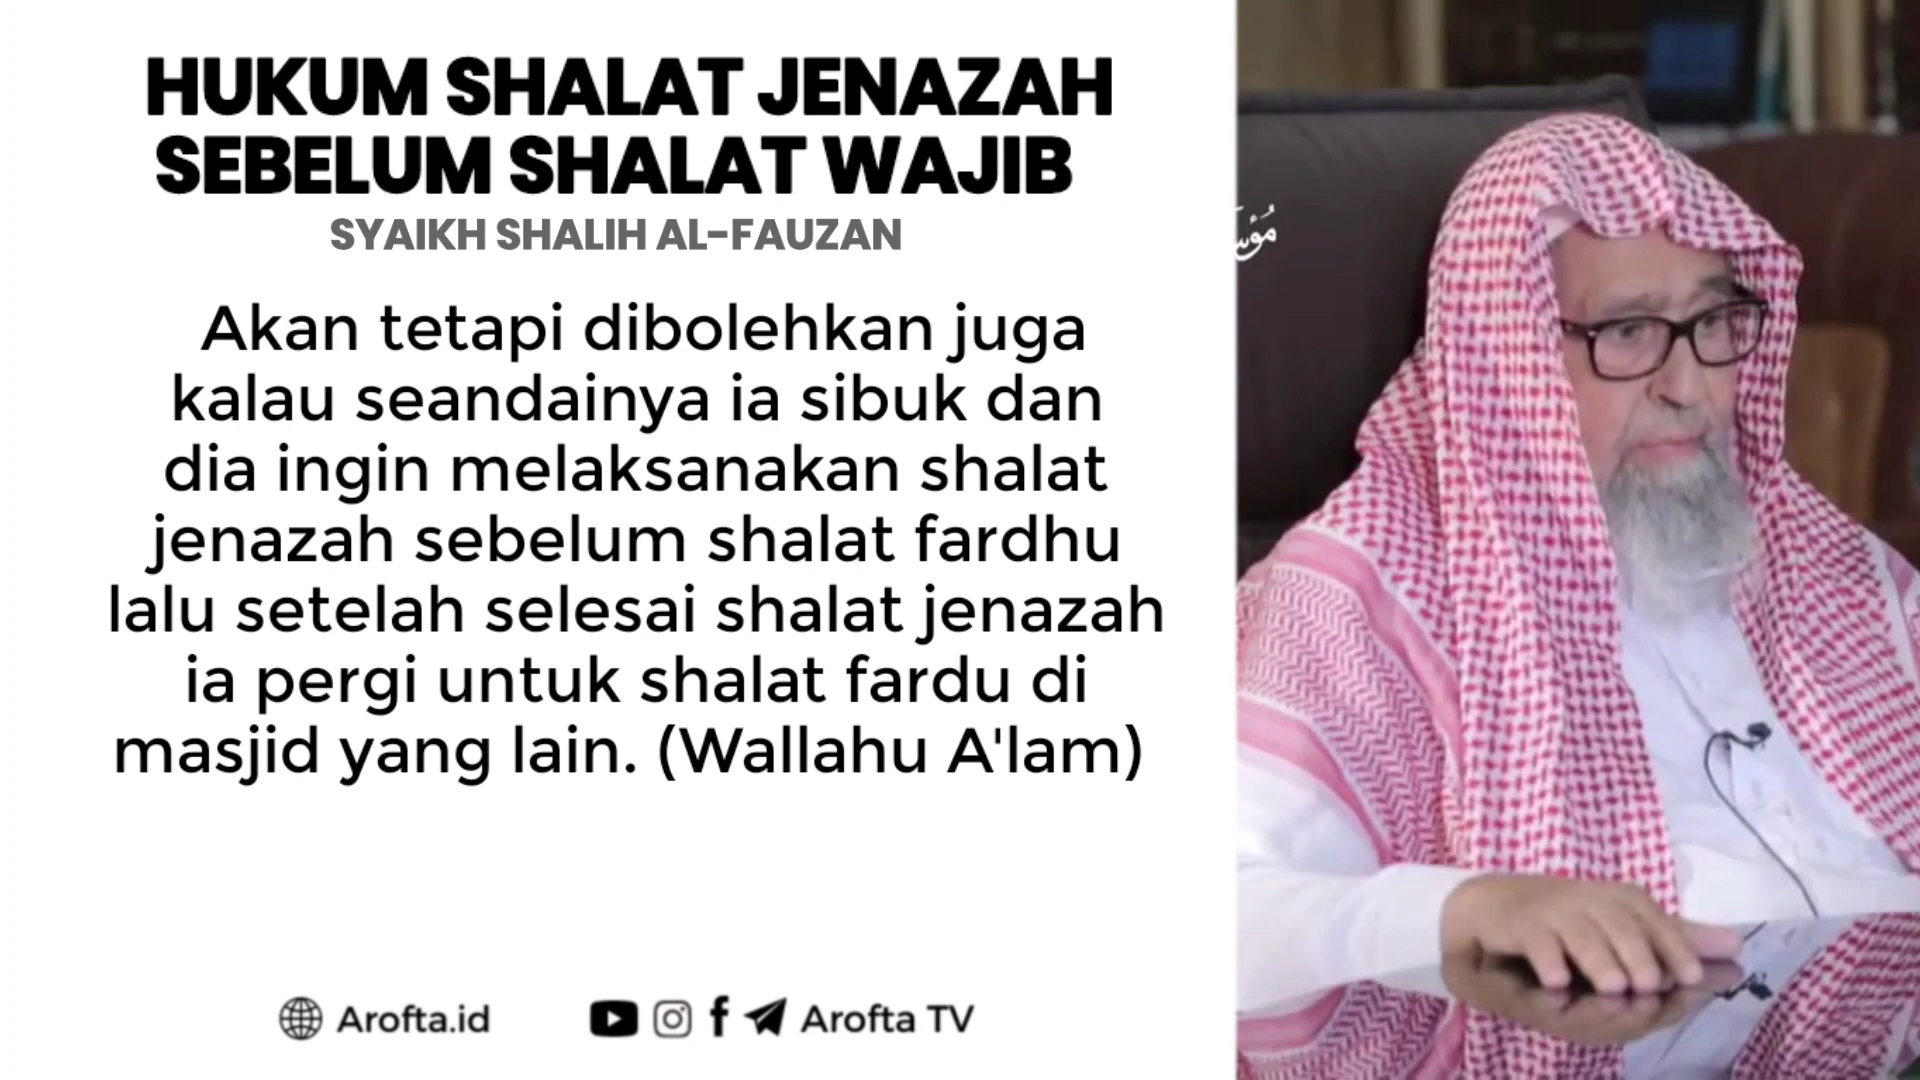 HUKUM SHALAT JENAZAH
SEBELUM SHALAT WAJIB
SYAIKH SHALIH AL-FAUZAN
Akan tetapi dibolehkan juga
kalau seandainya ia sibuk dan
dia ingin melaksanakan shalat
jenazah sebelum shalat fardhu
lalu setelah selesai shalat jenazah
ia pergi untuk shalat fardu di
masjid yang lain. (Wallahu A'lam)
Arofta.id
Arofta TV